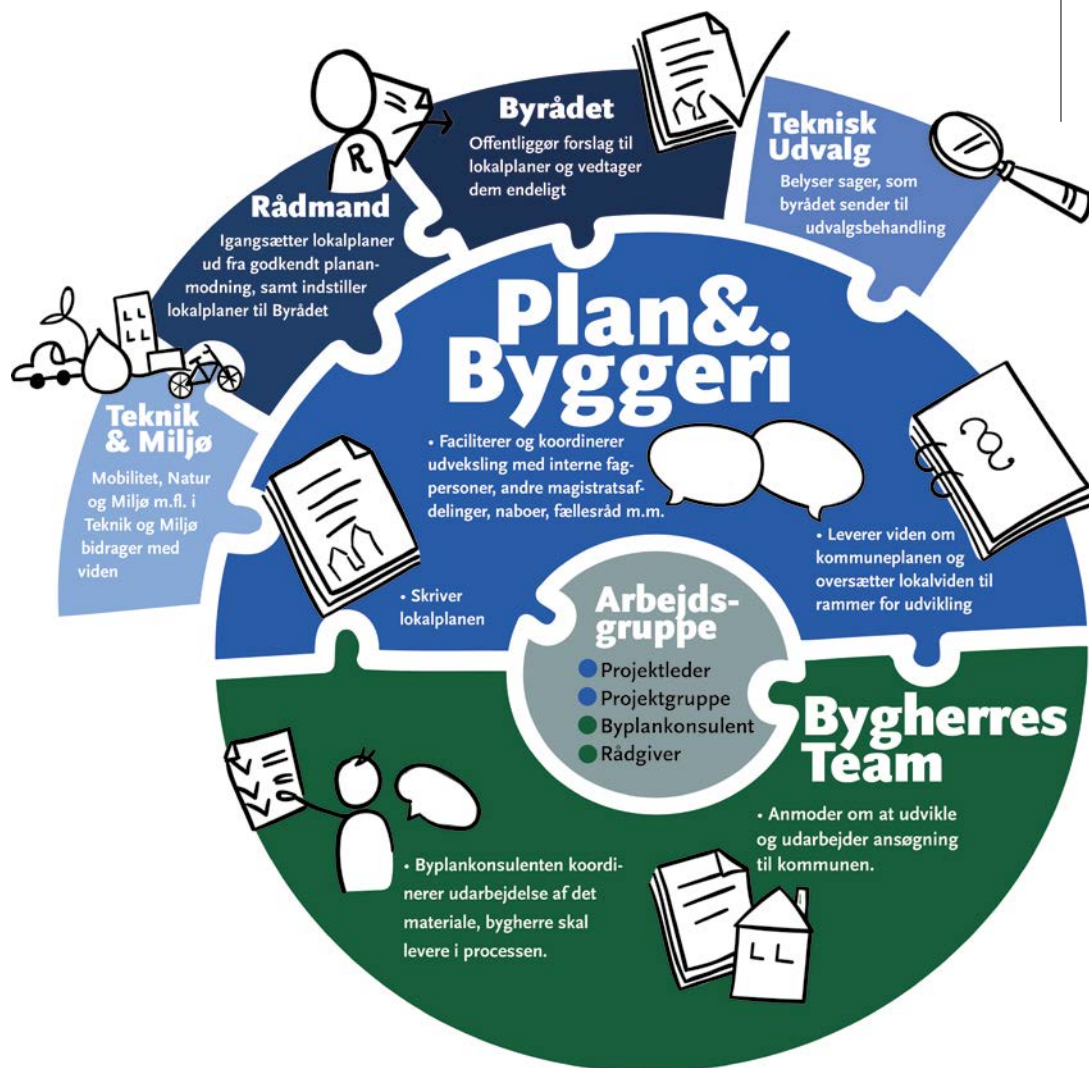 Byrådet
Offentliggør forslag til
lokalplaner og vedtager
dem endeligt
Teknisk
Udvalg
Belyser sager, som
byrådet sender til
udvalgsbehandling
R
Rådmand
Igangsætter lokalplaner
ud fra godkendt planan-
modning, samt indstiller
lokalplaner til Byrådet
Teknik
& Miljø
Mobilitet, Natur
og Miljø m.fl. i
Teknik og Miljø
bidrager med
viden
Plan&
Byggeri
• Faciliterer og koordinerer
udveksling med interne fag-
personer, andre magistratsaf-
delinger, naboer, fællesråd m.m.
• Leverer viden om
kommuneplanen og
oversætter lokalviden til
rammer for udvikling
• Skriver
lokalplanen
Arbejds-
gruppe
Projektleder
Projektgruppe
Byplankonsulent
Rådgiver
Bygherres
Team
• Anmoder om at udvikle
og udarbejder ansøgning
til kommunen.
• Byplankonsulenten koordi-
nerer udarbejdelse af det
materiale, bygherre skal
levere i processen.